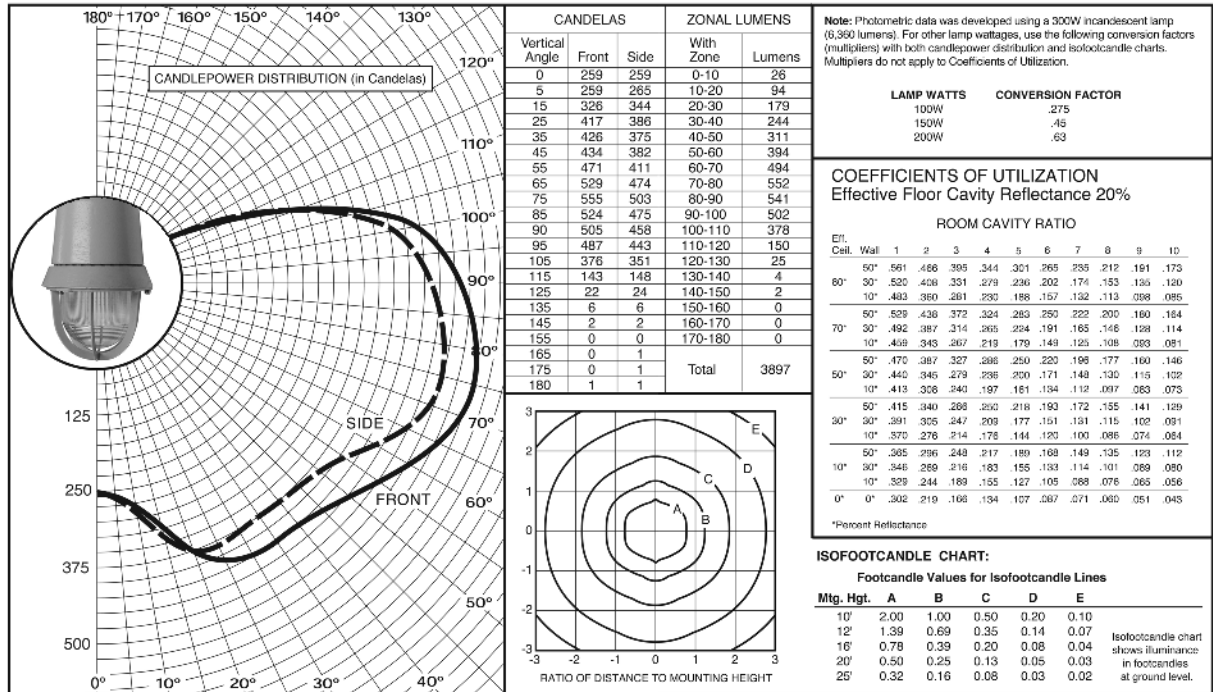 180° 170° 160° 150° 140° 130°
120°
110°
100°
90°
80°
70°
60°
50°
0° 10° 20° 30° 40°
125
250
375
500
CANDLEPOWER DISTRIBUTION (in Candelas)
SIDE
FRONT
CANDELAS
Vertical Angle Front Side
0 259 259
5 259 265
15 326 344
25 417 386
35 426 375
45 434 382
55 471 411
65 529 474
75 555 503
85 524 475
90 505 458
95 487 443
105 376 351
115 143 148
125 22 24
135 6 6
145 2 2
155 0 0
165 0 1
175 0 1
180 1 1
ZONAL LUMENS
With Zone Lumens
0-10 26
10-20 94
20-30 179
30-40 244
40-50 311
50-60 394
60-70 494
70-80 552
80-90 541
90-100 502
100-110 378
110-120 150
120-130 25
130-140 4
140-150 2
150-160 0
160-170 0
170-180 0
Total 3897
3
2
1
0
-1
-2
-3
-3 -2 -1 0 1 2 3
A
B
C
D
E
RATIO OF DISTANCE TO MOUNTING HEIGHT
Note: Photometric data was developed using a 300W incandescent lamp
(6,360 lumens). For other lamp wattages, use the following conversion factors
(multipliers) with both candlepower distribution and isofootcandle charts.
Multipliers do not apply to Coefficients of Utilization.
LAMP WATTS CONVERSION FACTOR
100W .275
150W .45
200W .63
COEFFICIENTS OF UTILIZATION
Effective Floor Cavity Reflectance 20%
ROOM CAVITY RATIO
Eff.
Ceil. Wall 1 2 3 4 5 6 7 8 9 10
50* .561 .466 .395 .344 .301 .265 .235 .212 .191 .173
80* 30* .520 .408 .331 .279 .236 .202 .174 .153 .135 .120
10* .483 .360 .281 .230 .188 .157 .132 .113 .098 .085
50* .529 .438 .372 .324 .283 .250 .222 .200 .180 .164
70* 30* .492 .387 .314 .265 .224 .191 .165 .146 .128 .114
10* .459 .343 .267 .219 .179 .149 .125 .108 .093 .081
50* .470 .387 .327 .286 .250 .220 .196 .177 .160 .146
50* 30* .440 .345 .279 .236 .200 .171 .148 .130 .115 .102
10* .413 .308 .240 .197 .161 .134 .112 .097 .083 .073
50* .415 .340 .286 .250 .218 .193 .172 .155 .141 .129
30* 30* .391 .305 .247 .209 .177 .151 .131 .115 .102 .091
10* .370 .276 .214 .176 .144 .120 .100 .086 .074 .064
50* .365 .296 .248 .217 .189 .168 .149 .135 .123 .112
10* 30* .346 .269 .216 .183 .155 .133 .114 .101 .089 .080
10* .329 .244 .189 .155 .127 .105 .088 .076 .065 .056
0* 0* .302 .219 .166 .134 .107 .087 .071 .060 .051 .043
*Percent Reflectance
ISOFOOTCANDLE CHART:
Footcandle Values for Isofootcandle Lines
Mtg. Hgt. A B C D E
10' 2.00 1.00 0.50 0.20 0.10
12' 1.39 0.69 0.35 0.14 0.07
16' 0.78 0.39 0.20 0.08 0.04
20' 0.50 0.25 0.13 0.05 0.03
25' 0.32 0.16 0.08 0.03 0.02
Isofootcandle chart
shows illuminance
in footcandles
at ground level.